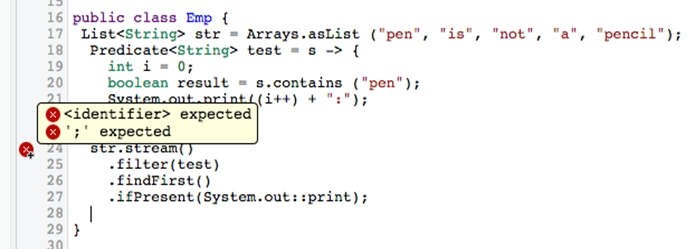 16 public class Emp {
17 List<String> str = Arrays.asList ("pen", "is", "not", "a", "pencil");
18 Predicate<String> test = s -> {
19 int i = 0;
20 boolean result = s.contains ("pen");
21 System.out.print((i++) + ":");
<identifier> expected
';' expected
24 str.stream()
25 .filter(test)
26 .findFirst()
27 .ifPresent(System.out::print);
28
29 }
30